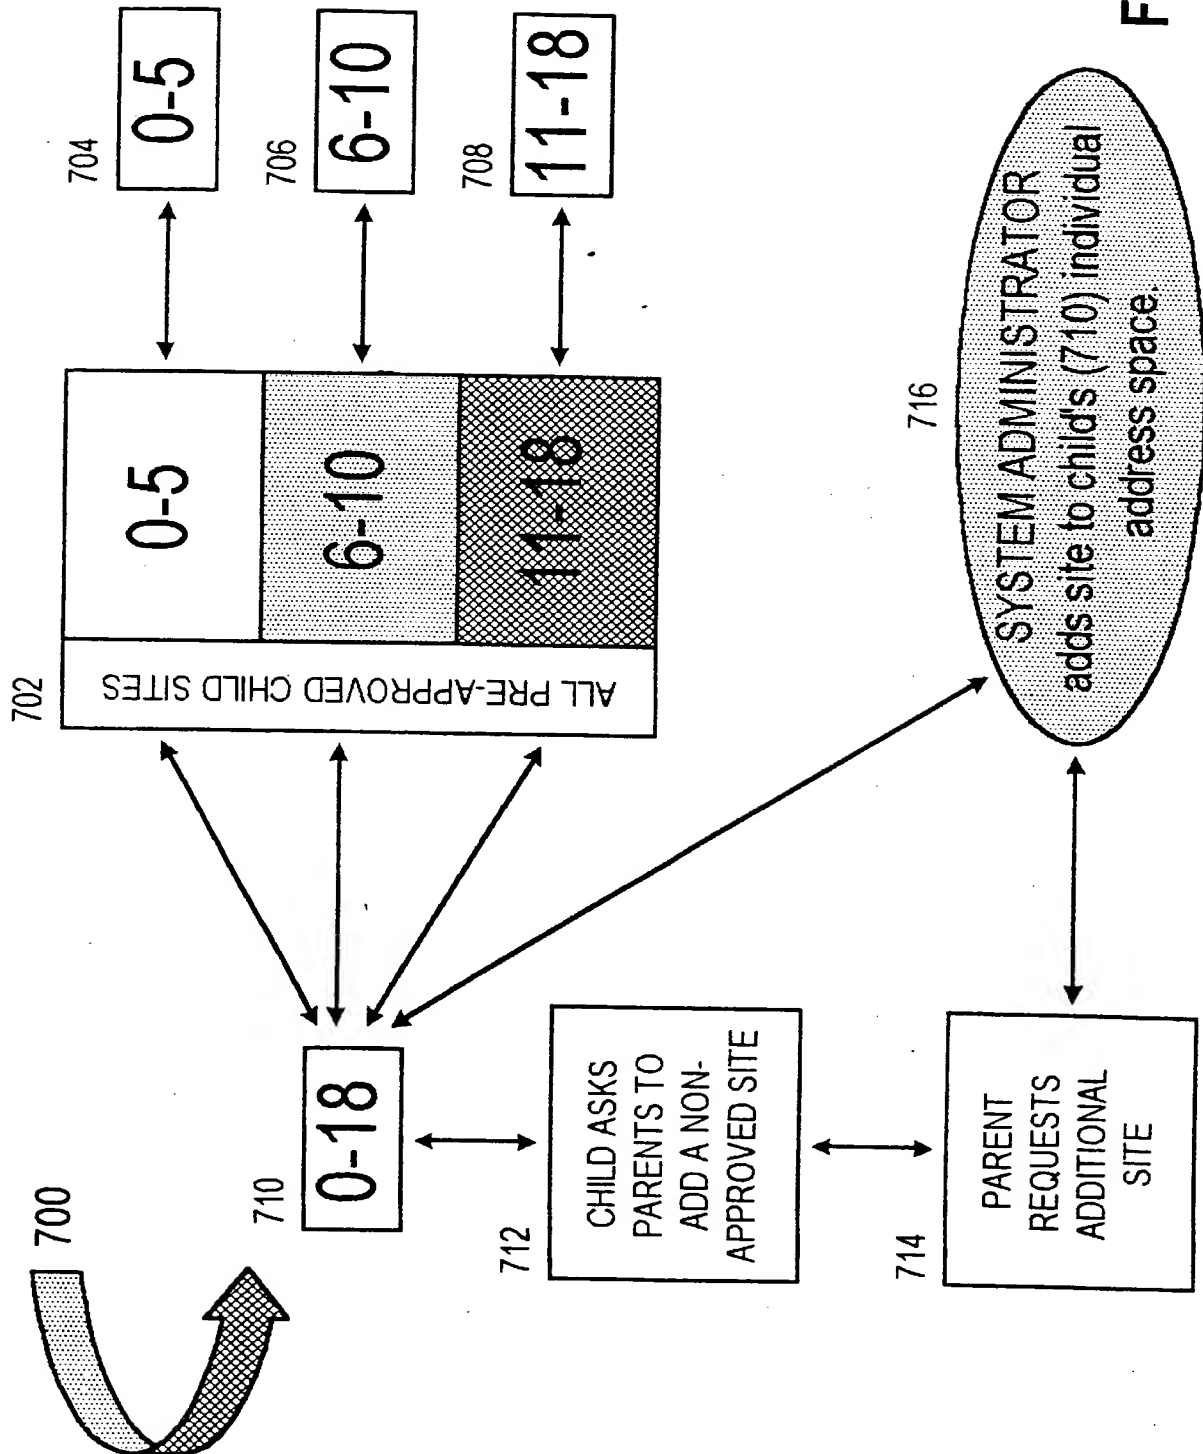 700
702
ALL PRE-APPROVED CHILD SITES
0-5
6-10
11-18
704
0-5
706
6-10
708
11-18
710
0-18
712
CHILD ASKS
PARENTS TO
ADD A NON-
APPROVED SITE
714
PARENT
REQUESTS
ADDITIONAL
SITE
716
SYSTEM ADMINISTRATOR
adds site to child's (710) individual
address space.
F